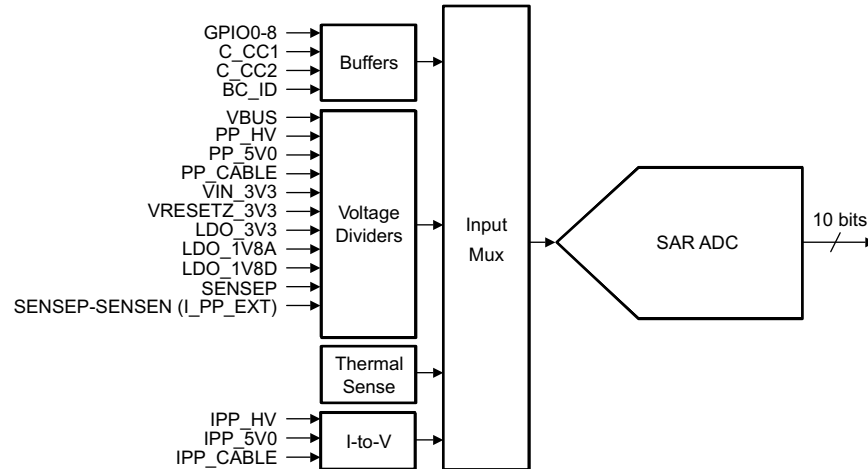 GPIO0-8
C_CC1
C_CC2
BC_ID
Buffers
VBUS
PP_HV
PP_5V0
PP_CABLE
VIN_3V3
VRESETZ_3V3
LDO_3V3
LDO_1V8A
LDO_1V8D
SENSEP
SENSEP-SENSEN (I_PP_EXT)
Voltage
Dividers
Thermal
Sense
IPP_HV
IPP_5V0
IPP_CABLE
I-to-V
Input
Mux
SAR ADC
10 bits